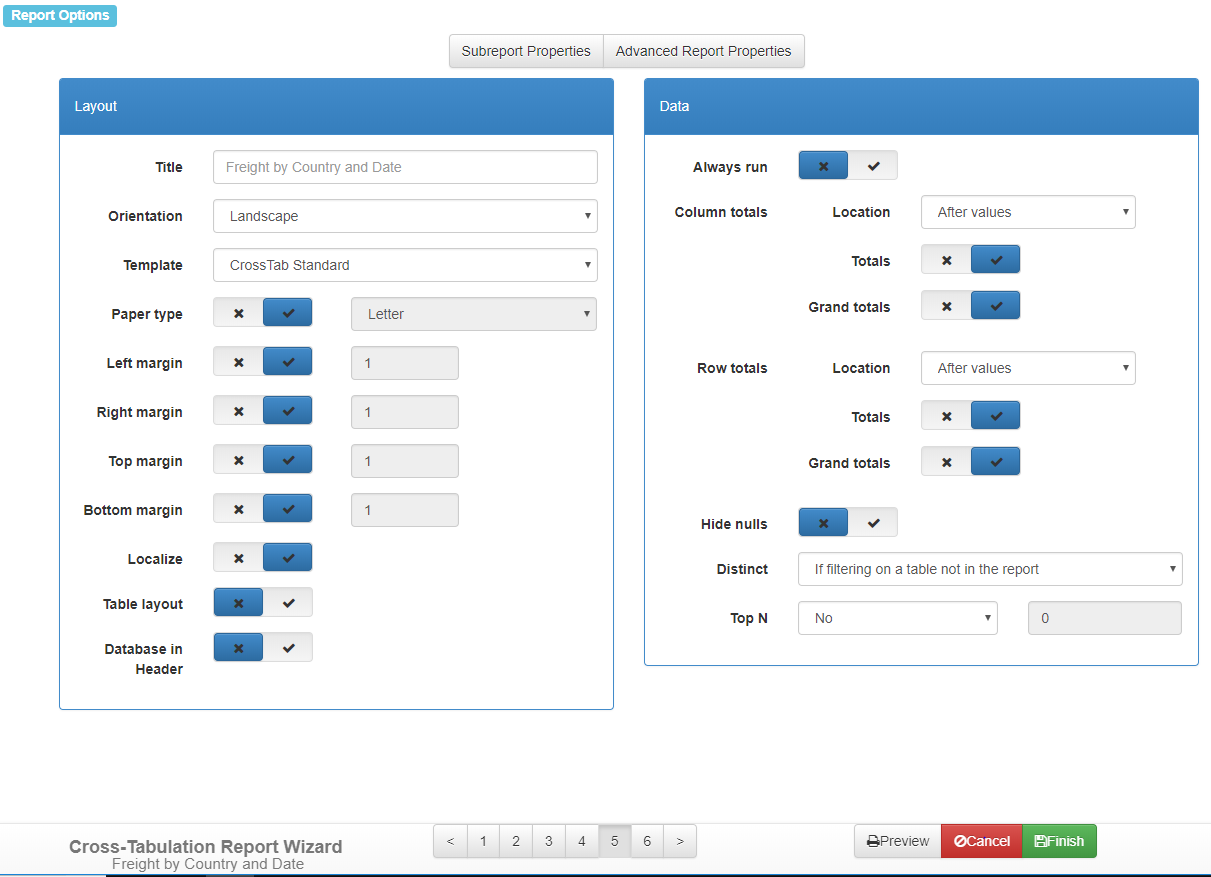 Report Options
Subreport Properties Advanced Report Properties
Layout
Title Freight by Country and Date
Orientation Landscape
Template CrossTab Standard
Paper type Letter
Left margin 1
Right margin 1
Top margin 1
Bottom margin 1
Localize
Table layout
Database in
Header
Data
Always run
Column totals Location After values
Totals
Grand totals
Row totals Location After values
Totals
Grand totals
Hide nulls
Distinct If filtering on a table not in the report
Top N No 0
Cross-Tabulation Report Wizard
Freight by Country and Date
< 1 2 3 4 5 6 >
Preview Cancel Finish